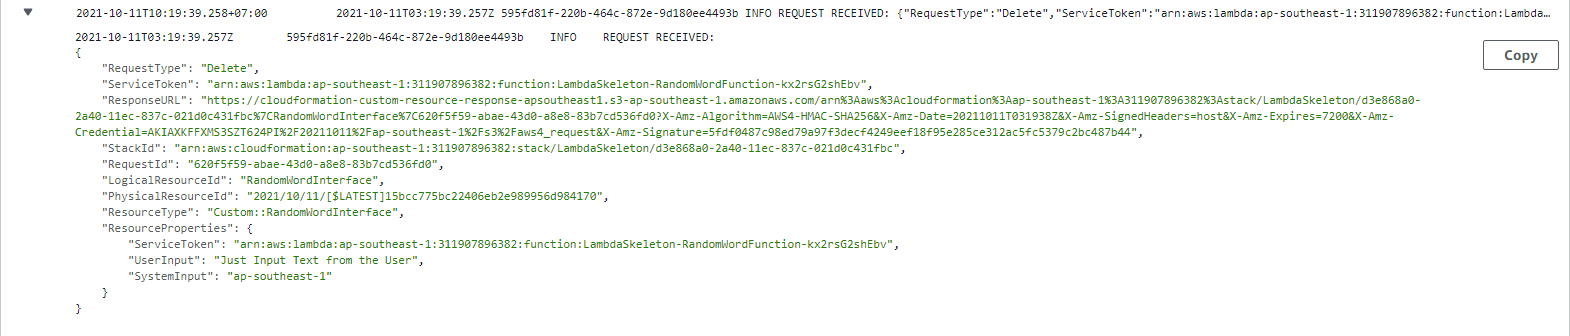 2021-10-11T10:19:39.258+07:00 2021-10-11T03:19:39.257Z 595fd81f-220b-464c-872e-9d180ee4493b INFO REQUEST RECEIVED: {"RequestType":"Delete","ServiceToken":"arn:aws:lambda:ap-southeast-1:311907896382:function:Lambda…
2021-10-11T03:19:39.257Z 595fd81f-220b-464c-872e-9d180ee4493b INFO REQUEST RECEIVED:
{
Copy
"RequestType": "Delete",
"ServiceToken": "arn:aws:lambda:ap-southeast-1:311907896382:function:LambdaSkeleton-RandomWordFunction-kx2rsG2shEbv",
"ResponseURL": "https://cloudformation-custom-resource-response-apsoutheast1.s3-ap-southeast-1.amazonaws.com/arn%3Aaws%3Acloudformation%3Aap-southeast-1%3A311907896382%3Astack/LambdaSkeleton/d3e868a0-
2a40-11ec-837c-021d0c431fbc%7CRandomWordInterface%7C620f5f59-abae-43d0-a8e8-83b7cd536fd0?X-Amz-Algorithm=AWS4-HMAC-SHA256&X-Amz-Date=20211011T031938Z&X-Amz-SignedHeaders=host&X-Amz-Expires=7200&X-Amz-
Credential=AKIAXKFFXMS3SZT624PI%2F20211011%2Fap-southeast-1%2Fs3%2Faws4_request&X-Amz-Signature=5fdf0487c98ed79a97f3decf4249eef18f95e285ce312ac5fc5379c2bc487b44",
"StackId": "arn:aws:cloudformation:ap-southeast-1:311907896382:stack/LambdaSkeleton/d3e868a0-2a40-11ec-837c-021d0c431fbc",
"RequestId": "620f5f59-abae-43d0-a8e8-83b7cd536fd0",
"LogicalResourceId": "RandomWordInterface",
"PhysicalResourceId": "2021/10/11/[$LATEST]15bcc775bc22406eb2e989956d984170",
"ResourceType": "Custom::RandomWordInterface",
"ResourceProperties": {
"ServiceToken": "arn:aws:lambda:ap-southeast-1:311907896382:function:LambdaSkeleton-RandomWordFunction-kx2rsG2shEbv",
"UserInput": "Just Input Text from the User",
"SystemInput": "ap-southeast-1"
}
}